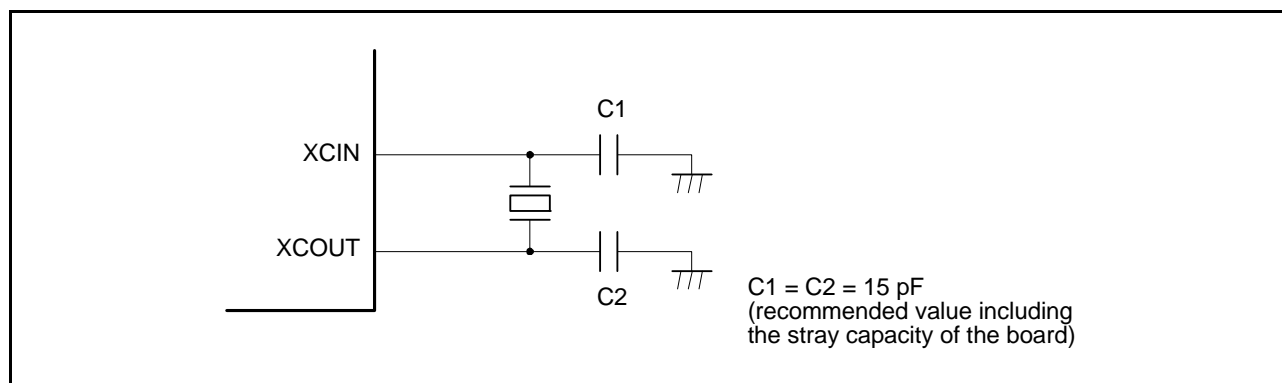 C1
XCIN
XCOUT
C2
C1 = C2 = 15 pF
(recommended value including
the stray capacity of the board)